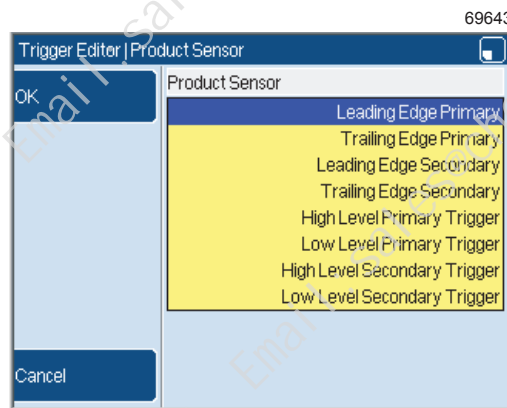 69643
Trigger Editor | Product Sensor
OK
Product Sensor
Leading Edge Primary
Trailing Edge Primary
Leading Edge Secondary
Trailing Edge Secondary
High Level Primary Trigger
Low Level Primary Trigger
High Level Secondary Trigger
Low Level Secondary Trigger
Cancel